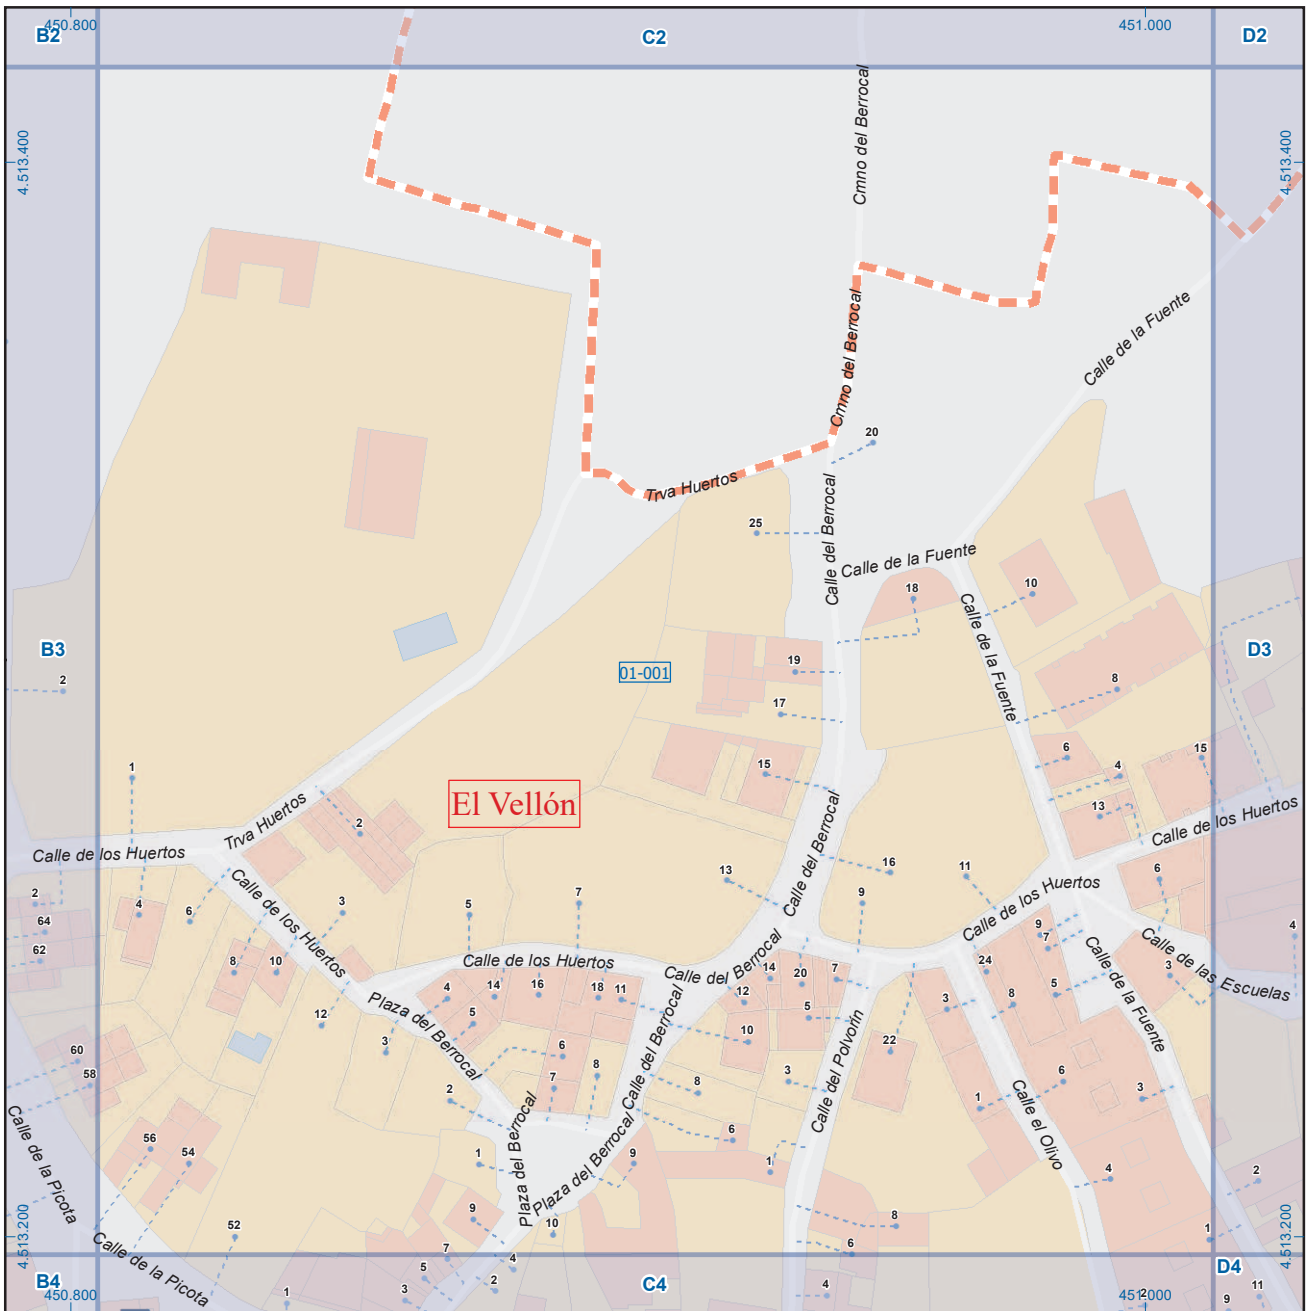 450.800
451.000
B2
C2
D2
Cmno del Berrocal
4.513.400
4.513.400
Cmno del Berrocal
Calle de la Fuente
20
Trva Huertos
25
Calle del Berrocal
Calle de la Fuente
18
10
Calle de la Fuente
B3
D3
2
01-001
19
17
8
15
6
4
15
13
1
El Vellón
2
Trva Huertos
Calle de los Huertos
Calle de los Huertos
Calle del Berrocal
16
11
13
9
6
Calle de los Huertos
Calle de los Huertos
2
64
62
4
6
3
5
7
8
10
12
Calle de los Huertos
Calle del Berrocal
4
14
16
18
11
5
3
Plaza del Berrocal
14
12
20
7
5
10
24
9
7
5
8
3
3
4
Calle de la Fuente
Calle de las Escuelas
Calle del Berrocal
Calle del Polvorín
22
60
58
6
7
8
2
3
8
6
1
1
6
3
Calle de la Picota
56
54
52
Plaza del Berrocal
Plaza del Berrocal
1
9
9
10
Calle el Olivo
4
2
1
8
6
4.513.200
4.513.200
Calle de la Picota
7
5
4
2
3
1
4
2
11
9
B4
C4
D4
450.800
451.000